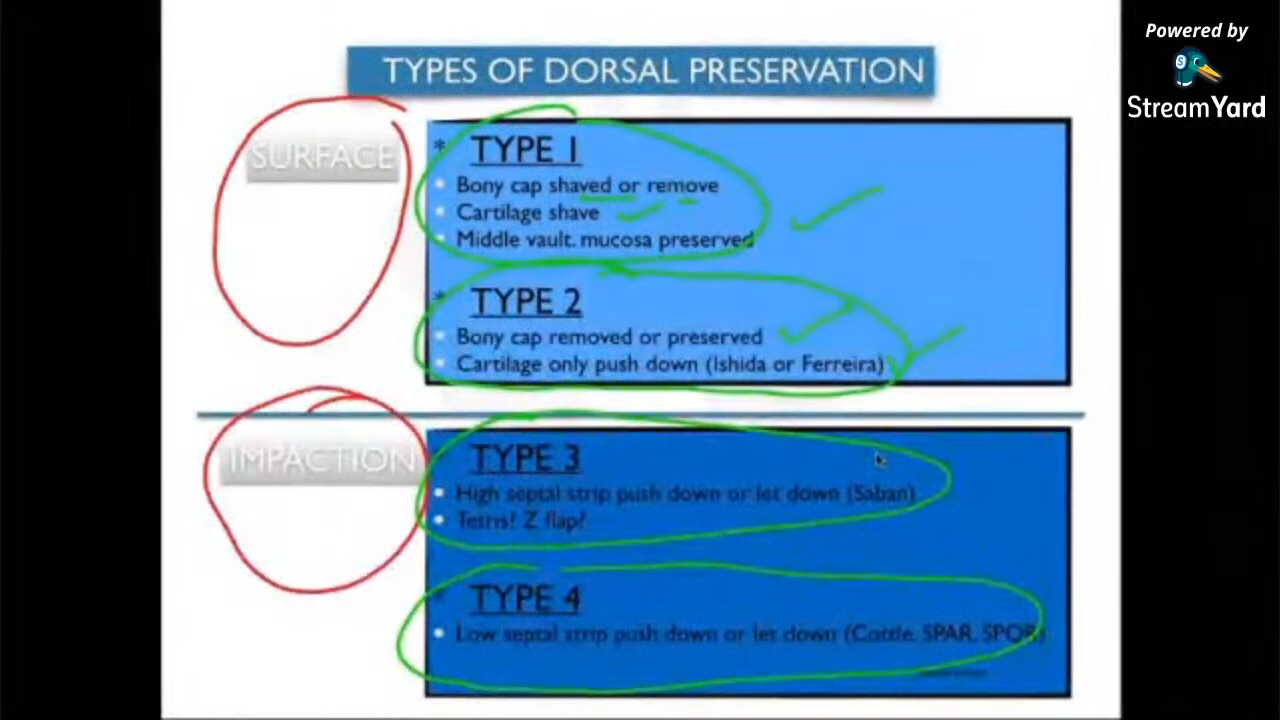 Powered by
StreamYard
TYPES OF DORSAL PRESERVATION
SURFACE
* TYPE 1
• Bony cap shaved or remove
• Cartilage shave
• Middle vault. mucosa preserved
* TYPE 2
• Bony cap removed or preserved
• Cartilage only push down (Ishida or Ferreira)
IMPACTION
TYPE 3
• High septal strip push down or let down (Saban)
• Tetris? Z flap?
* TYPE 4
• Low septal strip push down or let down (Cottle, SPAR, SPOR)